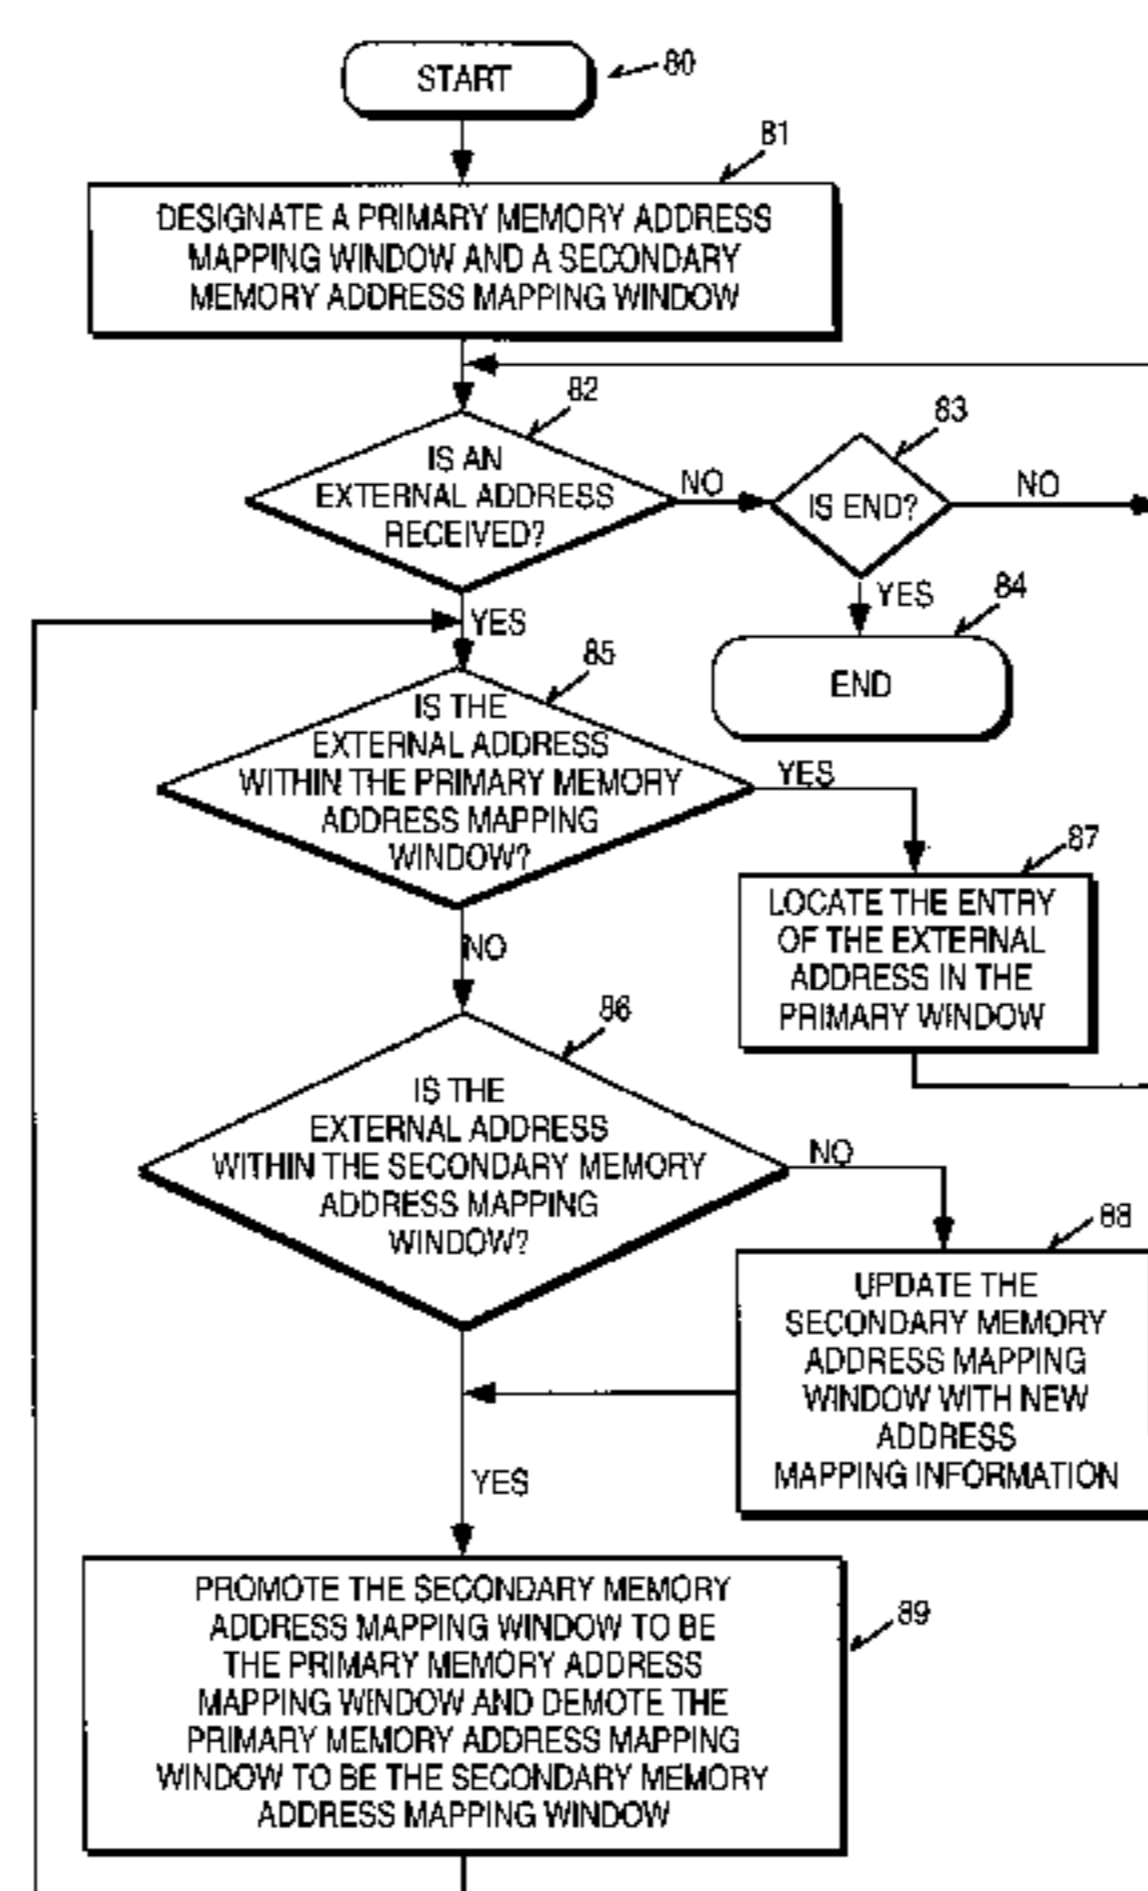 START
80
81
DESIGNATE A PRIMARY MEMORY ADDRESS
MAPPING WINDOW AND A SECONDARY
MEMORY ADDRESS MAPPING WINDOW
82
IS AN
EXTERNAL ADDRESS
RECEIVED?
NO
83
IS END?
NO
YES
84
END
YES
85
IS THE
EXTERNAL ADDRESS
WITHIN THE PRIMARY MEMORY
ADDRESS MAPPING
WINDOW?
YES
87
LOCATE THE ENTRY
OF THE EXTERNAL
ADDRESS IN THE
PRIMARY WINDOW
NO
86
IS THE
EXTERNAL ADDRESS
WITHIN THE SECONDARY MEMORY
ADDRESS MAPPING
WINDOW?
NO
88
UPDATE THE
SECONDARY MEMORY
ADDRESS MAPPING
WINDOW WITH NEW
ADDRESS
MAPPING INFORMATION
YES
89
PROMOTE THE SECONDARY MEMORY
ADDRESS MAPPING WINDOW TO BE
THE PRIMARY MEMORY ADDRESS
MAPPING WINDOW AND DEMOTE THE
PRIMARY MEMORY ADDRESS MAPPING
WINDOW TO BE THE SECONDARY MEMORY
ADDRESS MAPPING WINDOW